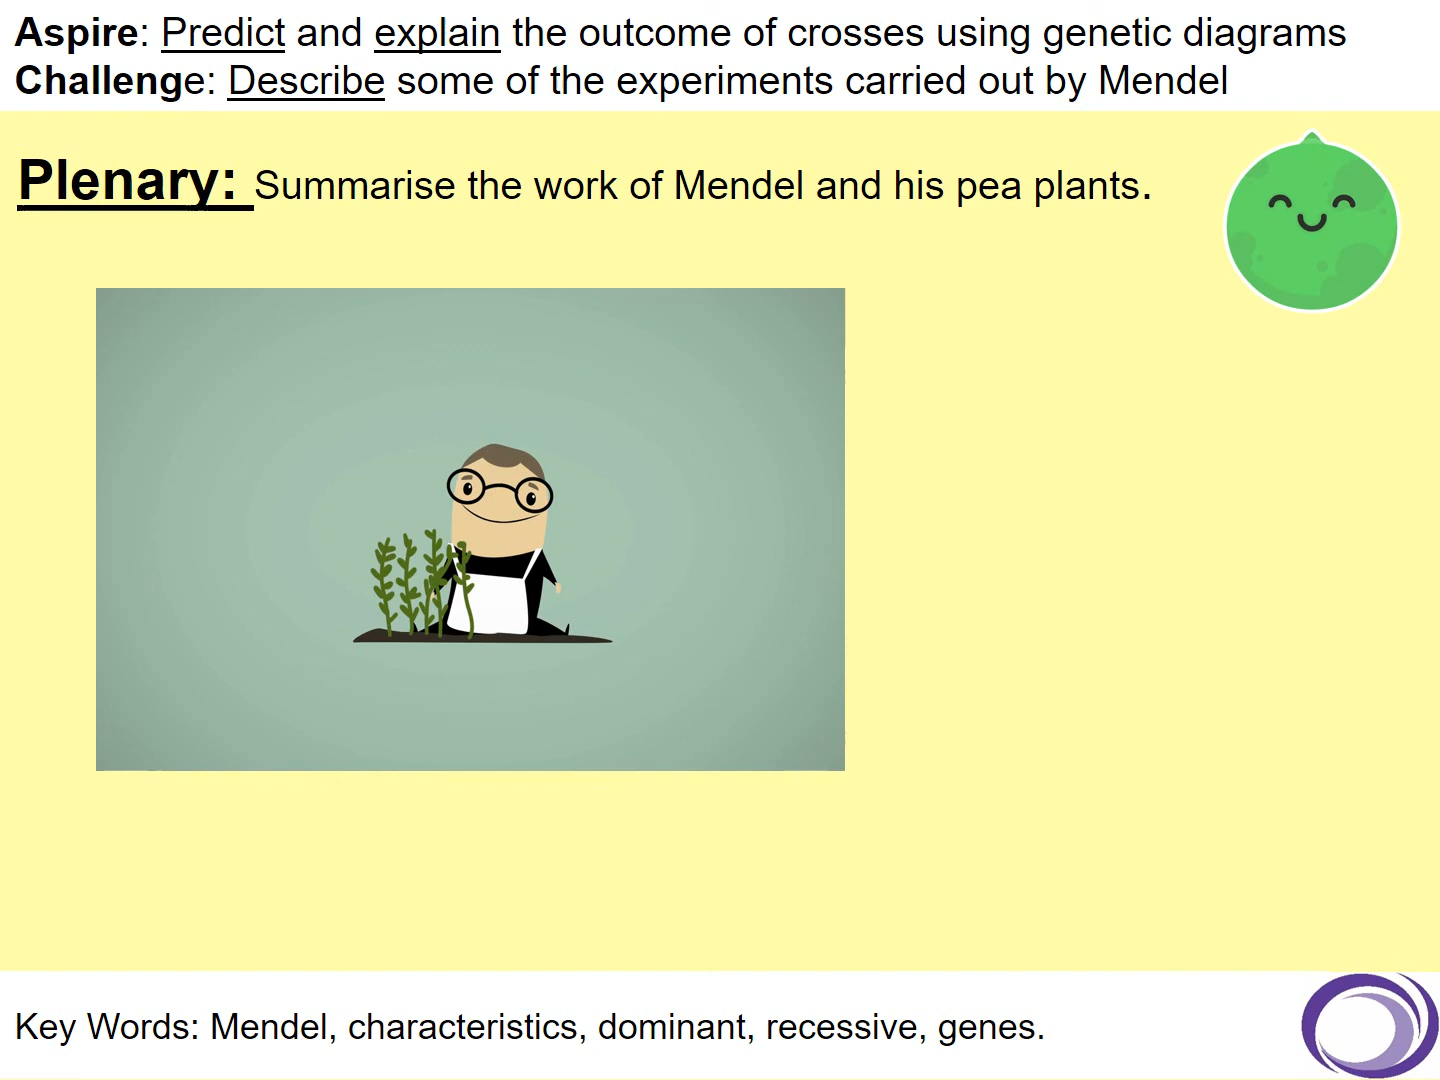 Aspire: Predict and explain the outcome of crosses using genetic diagrams
Challenge: Describe some of the experiments carried out by Mendel
Plenary: Summarise the work of Mendel and his pea plants.
Key Words: Mendel, characteristics, dominant, recessive, genes.